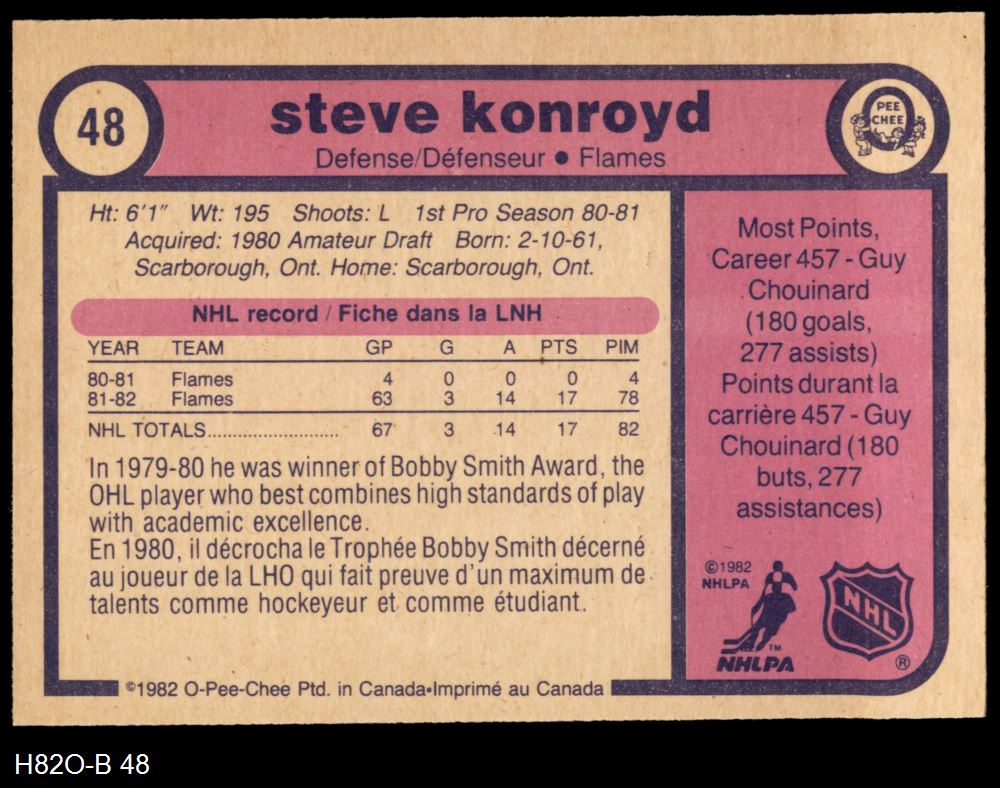 48
steve konroyd
PEE
CHEE
Defense/Défenseur • Flames
Ht: 6'1" Wt: 195 Shoots: L 1st Pro Season 80-81
Acquired: 1980 Amateur Draft Born: 2-10-61,
Scarborough, Ont. Home: Scarborough, Ont.
NHL record / Fiche dans la LNH
YEAR TEAM GP G A PTS PIM
80-81 Flames 4 0 0 0 4
81-82 Flames 63 3 14 17 78
NHL TOTALS.......................... 67 3 14 17 82
In 1979-80 he was winner of Bobby Smith Award, the
OHL player who best combines high standards of play
with academic excellence.
En 1980, il décrocha le Trophée Bobby Smith décerné
au joueur de la LHO qui fait preuve d'un maximum de
talents comme hockeyeur et comme étudiant.
Most Points,
Career 457 - Guy
Chouinard
(180 goals,
277 assists)
Points durant la
carrière 457 - Guy
Chouinard (180
buts, 277
assistances)
©1982
NHLPA
TM
NHLPA
NHL
®
©1982 O-Pee-Chee Ptd. in Canada•Imprimé au Canada
H82O-B 48